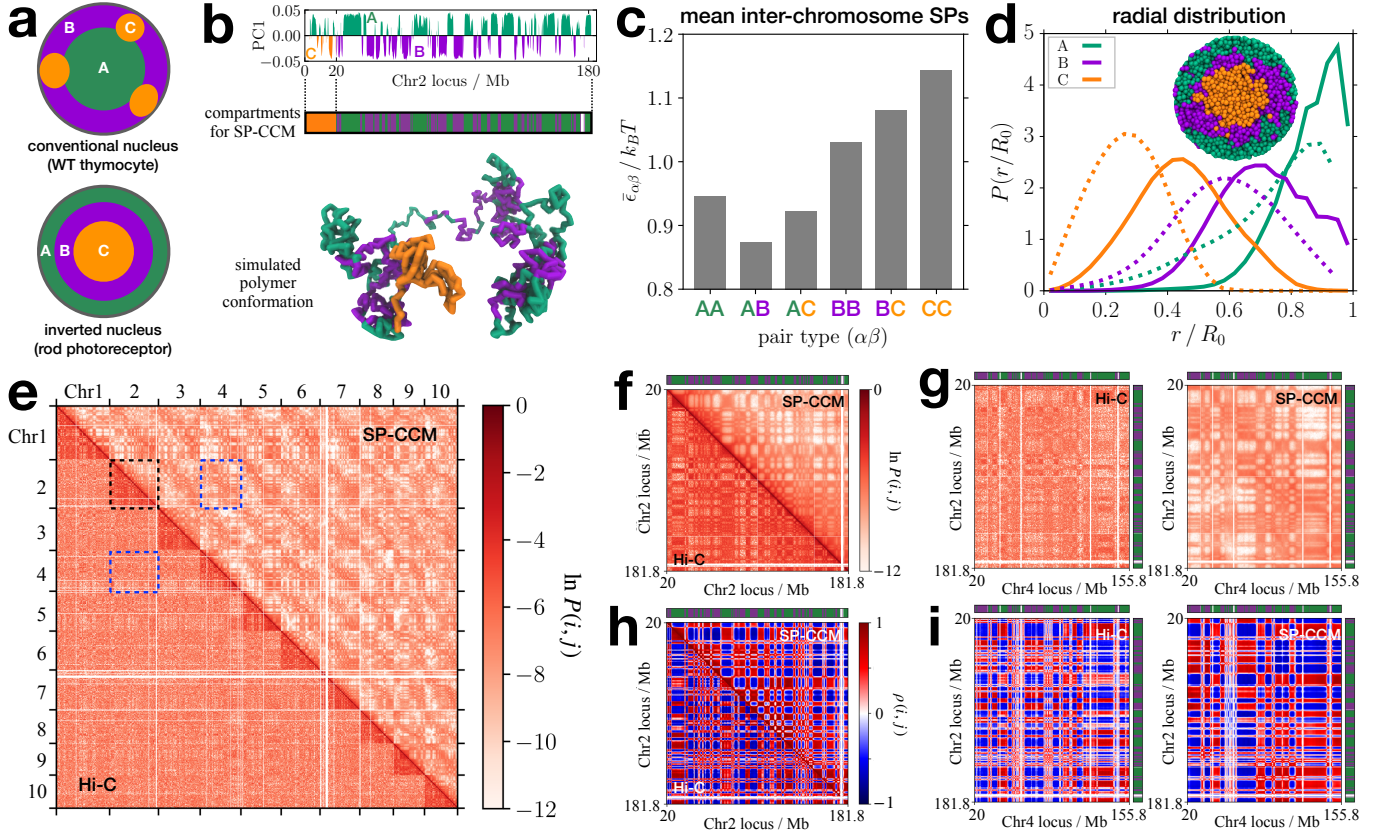 a
B
C
A
conventional nucleus
(WT thymocyte)
A
B
C
inverted nucleus
(rod photoreceptor)
b
PC1
0.05
0.00
−0.05
A
B
C
0
20
180
Chr2 locus / Mb
compartments
for SP-CCM
simulated
polymer
conformation
c
mean inter-chromosome SPs
ε̄αβ / kBT
1.2
1.1
1.0
0.9
0.8
AA AB AC BB BC CC
pair type (αβ)
d
radial distribution
A
B
C
P(r/R0)
5
4
3
2
1
0
0 0.2 0.4 0.6 0.8 1
r / R0
e
Chr1 2 3 4 5 6 7 8 9 10
Chr1
2
3
4
5
6
7
8
9
10
SP-CCM
Hi-C
0
−2
−4
−6
−8
−10
−12
ln P(i, j)
f
20
SP-CCM
Hi-C
Chr2 locus / Mb
181.8
20
181.8
Chr2 locus / Mb
0
−12
ln P(i, j)
g
20
Hi-C
Chr2 locus / Mb
181.8
20
155.8
Chr4 locus / Mb
20
SP-CCM
Chr2 locus / Mb
181.8
20
155.8
Chr4 locus / Mb
h
20
SP-CCM
Hi-C
Chr2 locus / Mb
181.8
20
181.8
Chr2 locus / Mb
1
0
−1
ρ(i, j)
i
20
Hi-C
Chr2 locus / Mb
181.8
20
155.8
Chr4 locus / Mb
20
SP-CCM
Chr2 locus / Mb
181.8
20
155.8
Chr4 locus / Mb